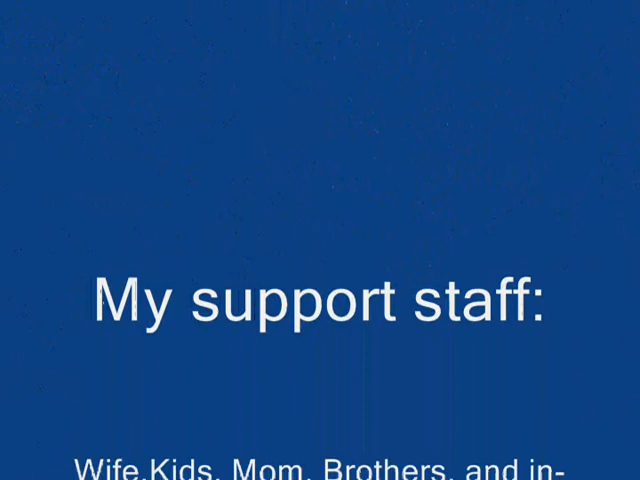 My support staff:
Wife,Kids, Mom, Brothers, and in-